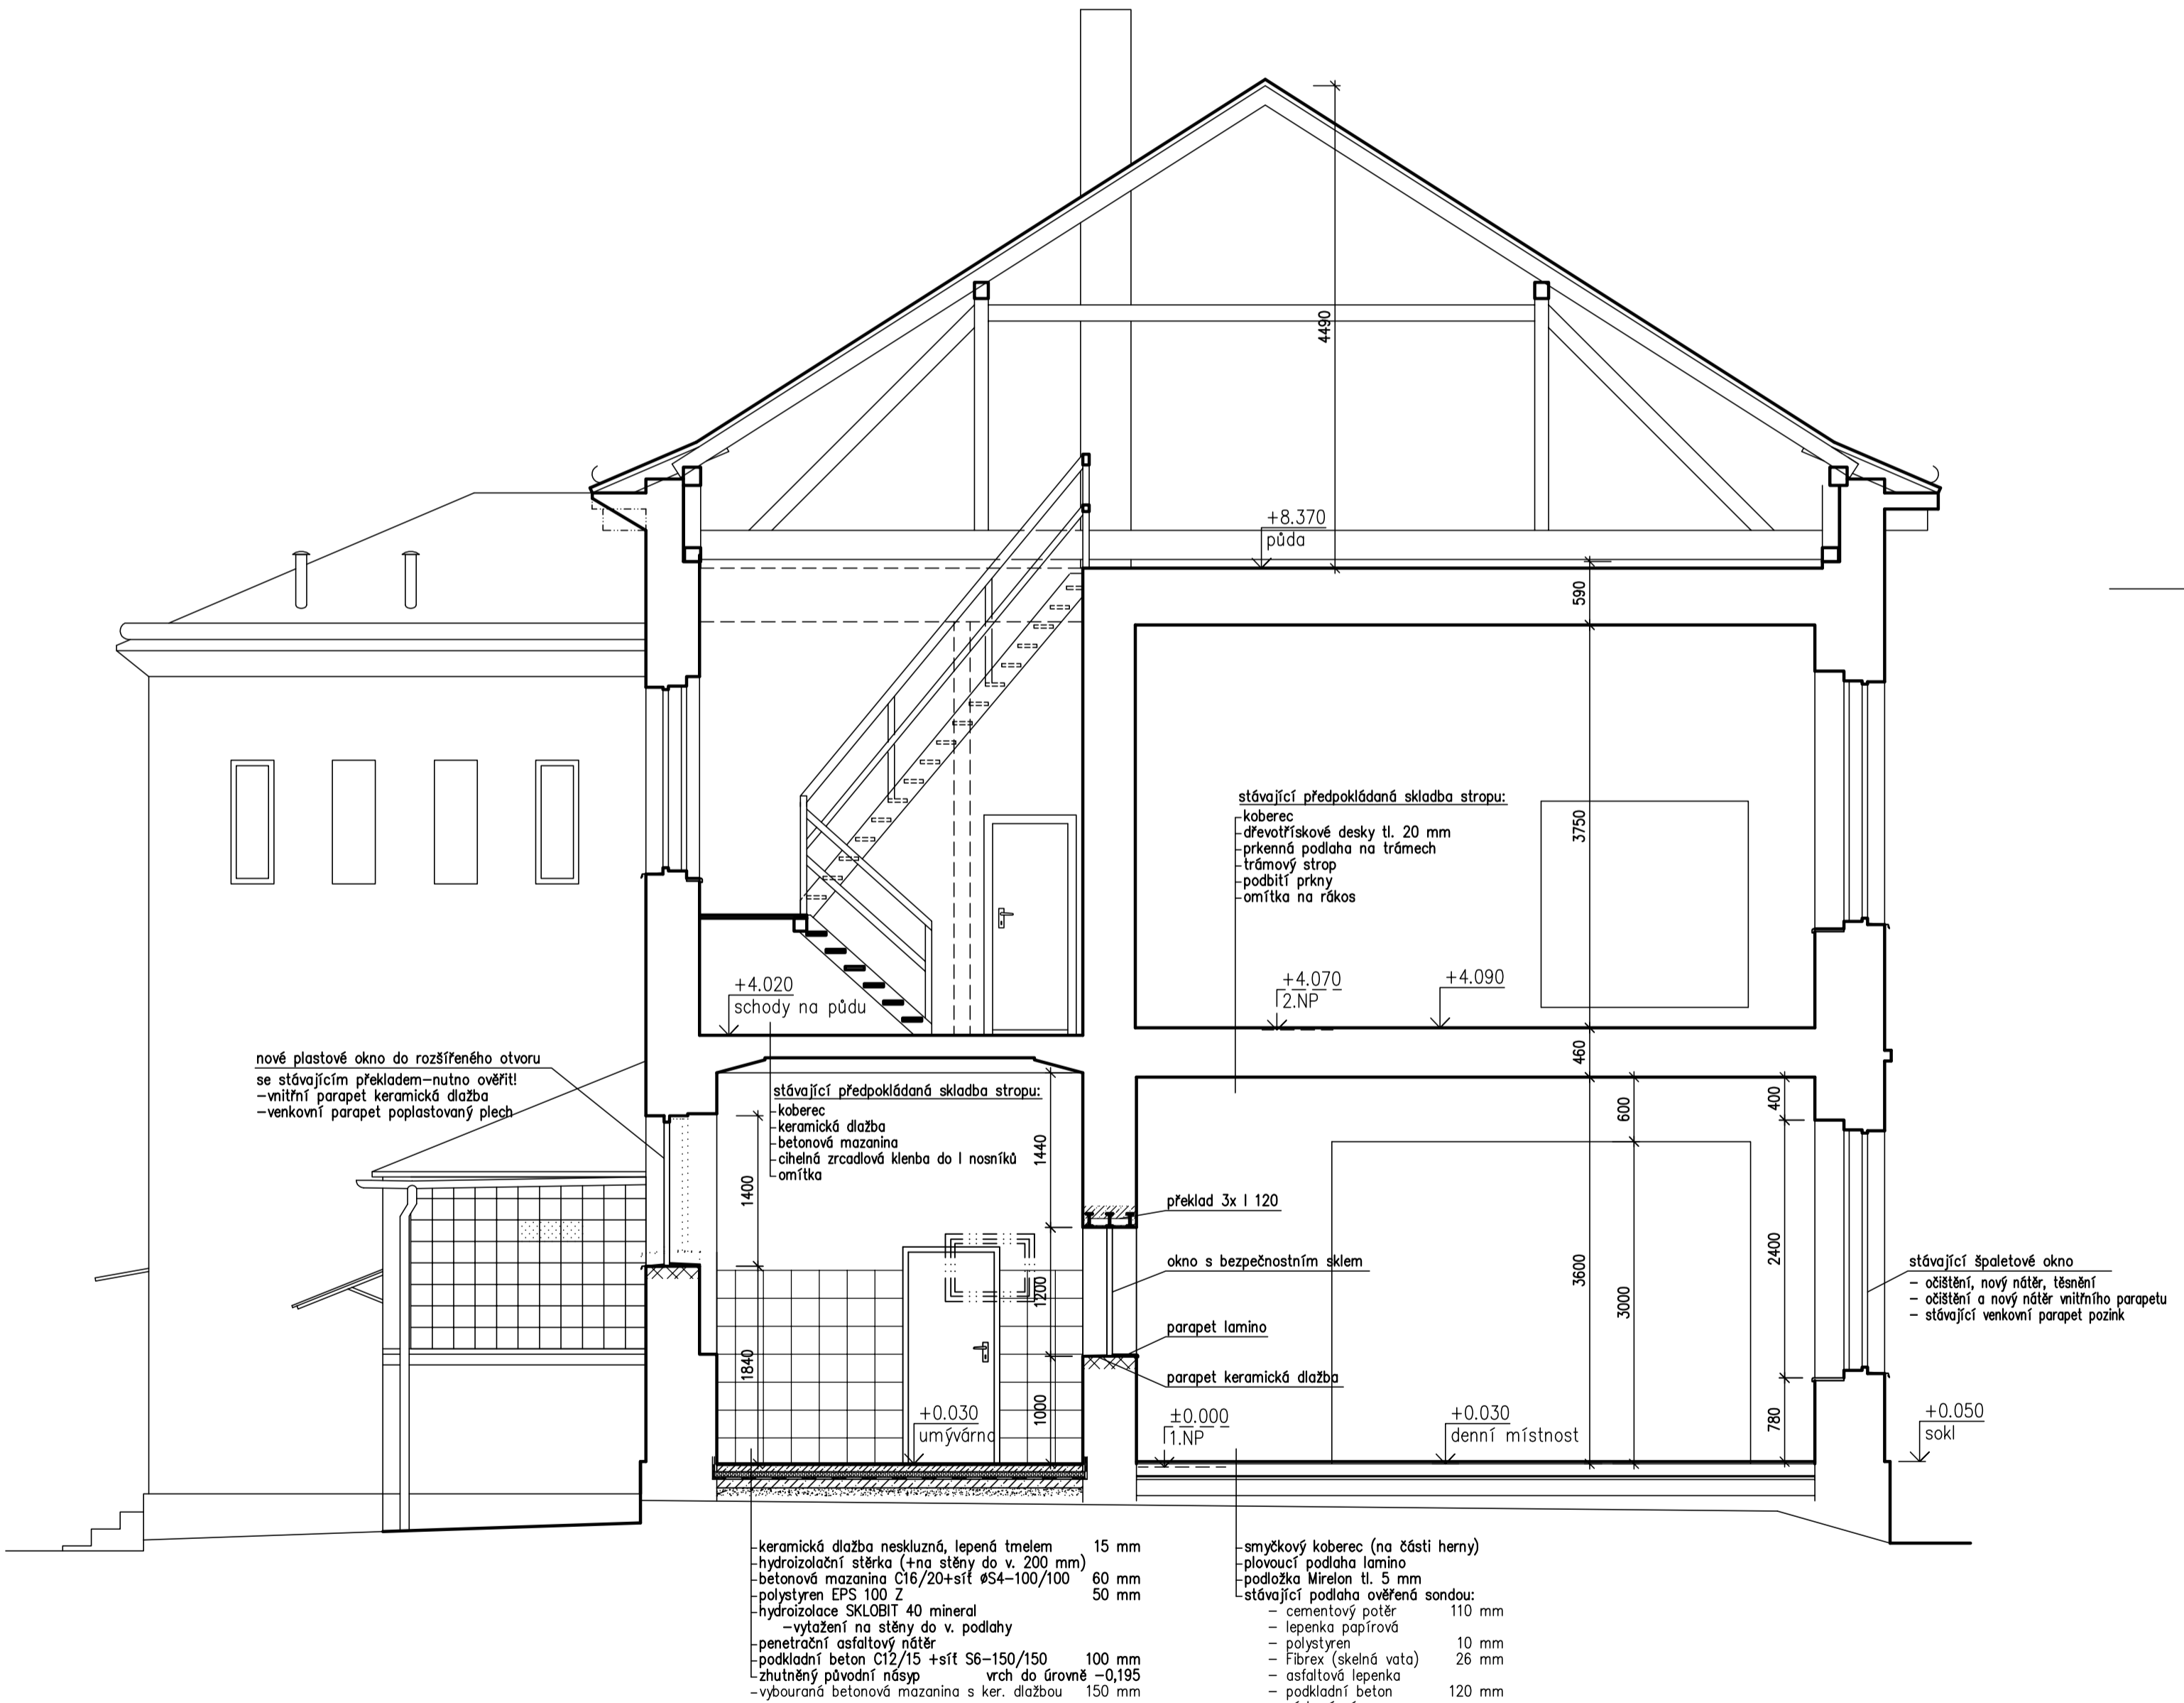 4490
+8.370
půda
590
stávající předpokládaná skladba stropu:
koberec
dřevotřískové desky tl. 20 mm
prkenná podlaha na trámech
trámový strop
podbití prkny
omítka na rákos
3750
+4.020
schody na půdu
+4.070
2.NP
+4.090
460
nové plastové okno do rozšířeného otvoru
se stávajícím překladem–nutno ověřit!
–vnitřní parapet keramická dlažba
–venkovní parapet poplastovaný plech
stávající předpokládaná skladba stropu:
koberec
keramická dlažba
betonová mazanina
cihelná zrcadlová klenba do I nosníků
omítka
1400
1840
1440
1200
1000
překlad 3x I 120
okno s bezpečnostním sklem
parapet lamino
parapet keramická dlažba
3600
600
3000
400
2400
780
stávající špaletové okno
– očištění, nový nátěr, těsnění
– očištění a nový nátěr vnitřního parapetu
– stávající venkovní parapet pozink
+0.030
umývárna
±0.000
1.NP
+0.030
denní místnost
+0.050
sokl
keramická dlažba neskluzná, lepená tmelem 15 mm
hydroizolační stěrka (+na stěny do v. 200 mm)
betonová mazanina C16/20+síť øS4–100/100 60 mm
polystyren EPS 100 Z 50 mm
hydroizolace SKLOBIT 40 mineral
–vytažení na stěny do v. podlahy
penetrační asfaltový nátěr
podkladní beton C12/15 +síť S6–150/150 100 mm
zhutněný původní násyp vrch do úrovně –0,195
–vybouraná betonová mazanina s ker. dlažbou 150 mm
smyčkový koberec (na části herny)
plovoucí podlaha lamino
podložka Mirelon tl. 5 mm
stávající podlaha ověřená sondou:
– cementový potěr 110 mm
– lepenka papírová
– polystyren 10 mm
– Fibrex (skelná vata) 26 mm
– asfaltová lepenka
– podkladní beton 120 mm